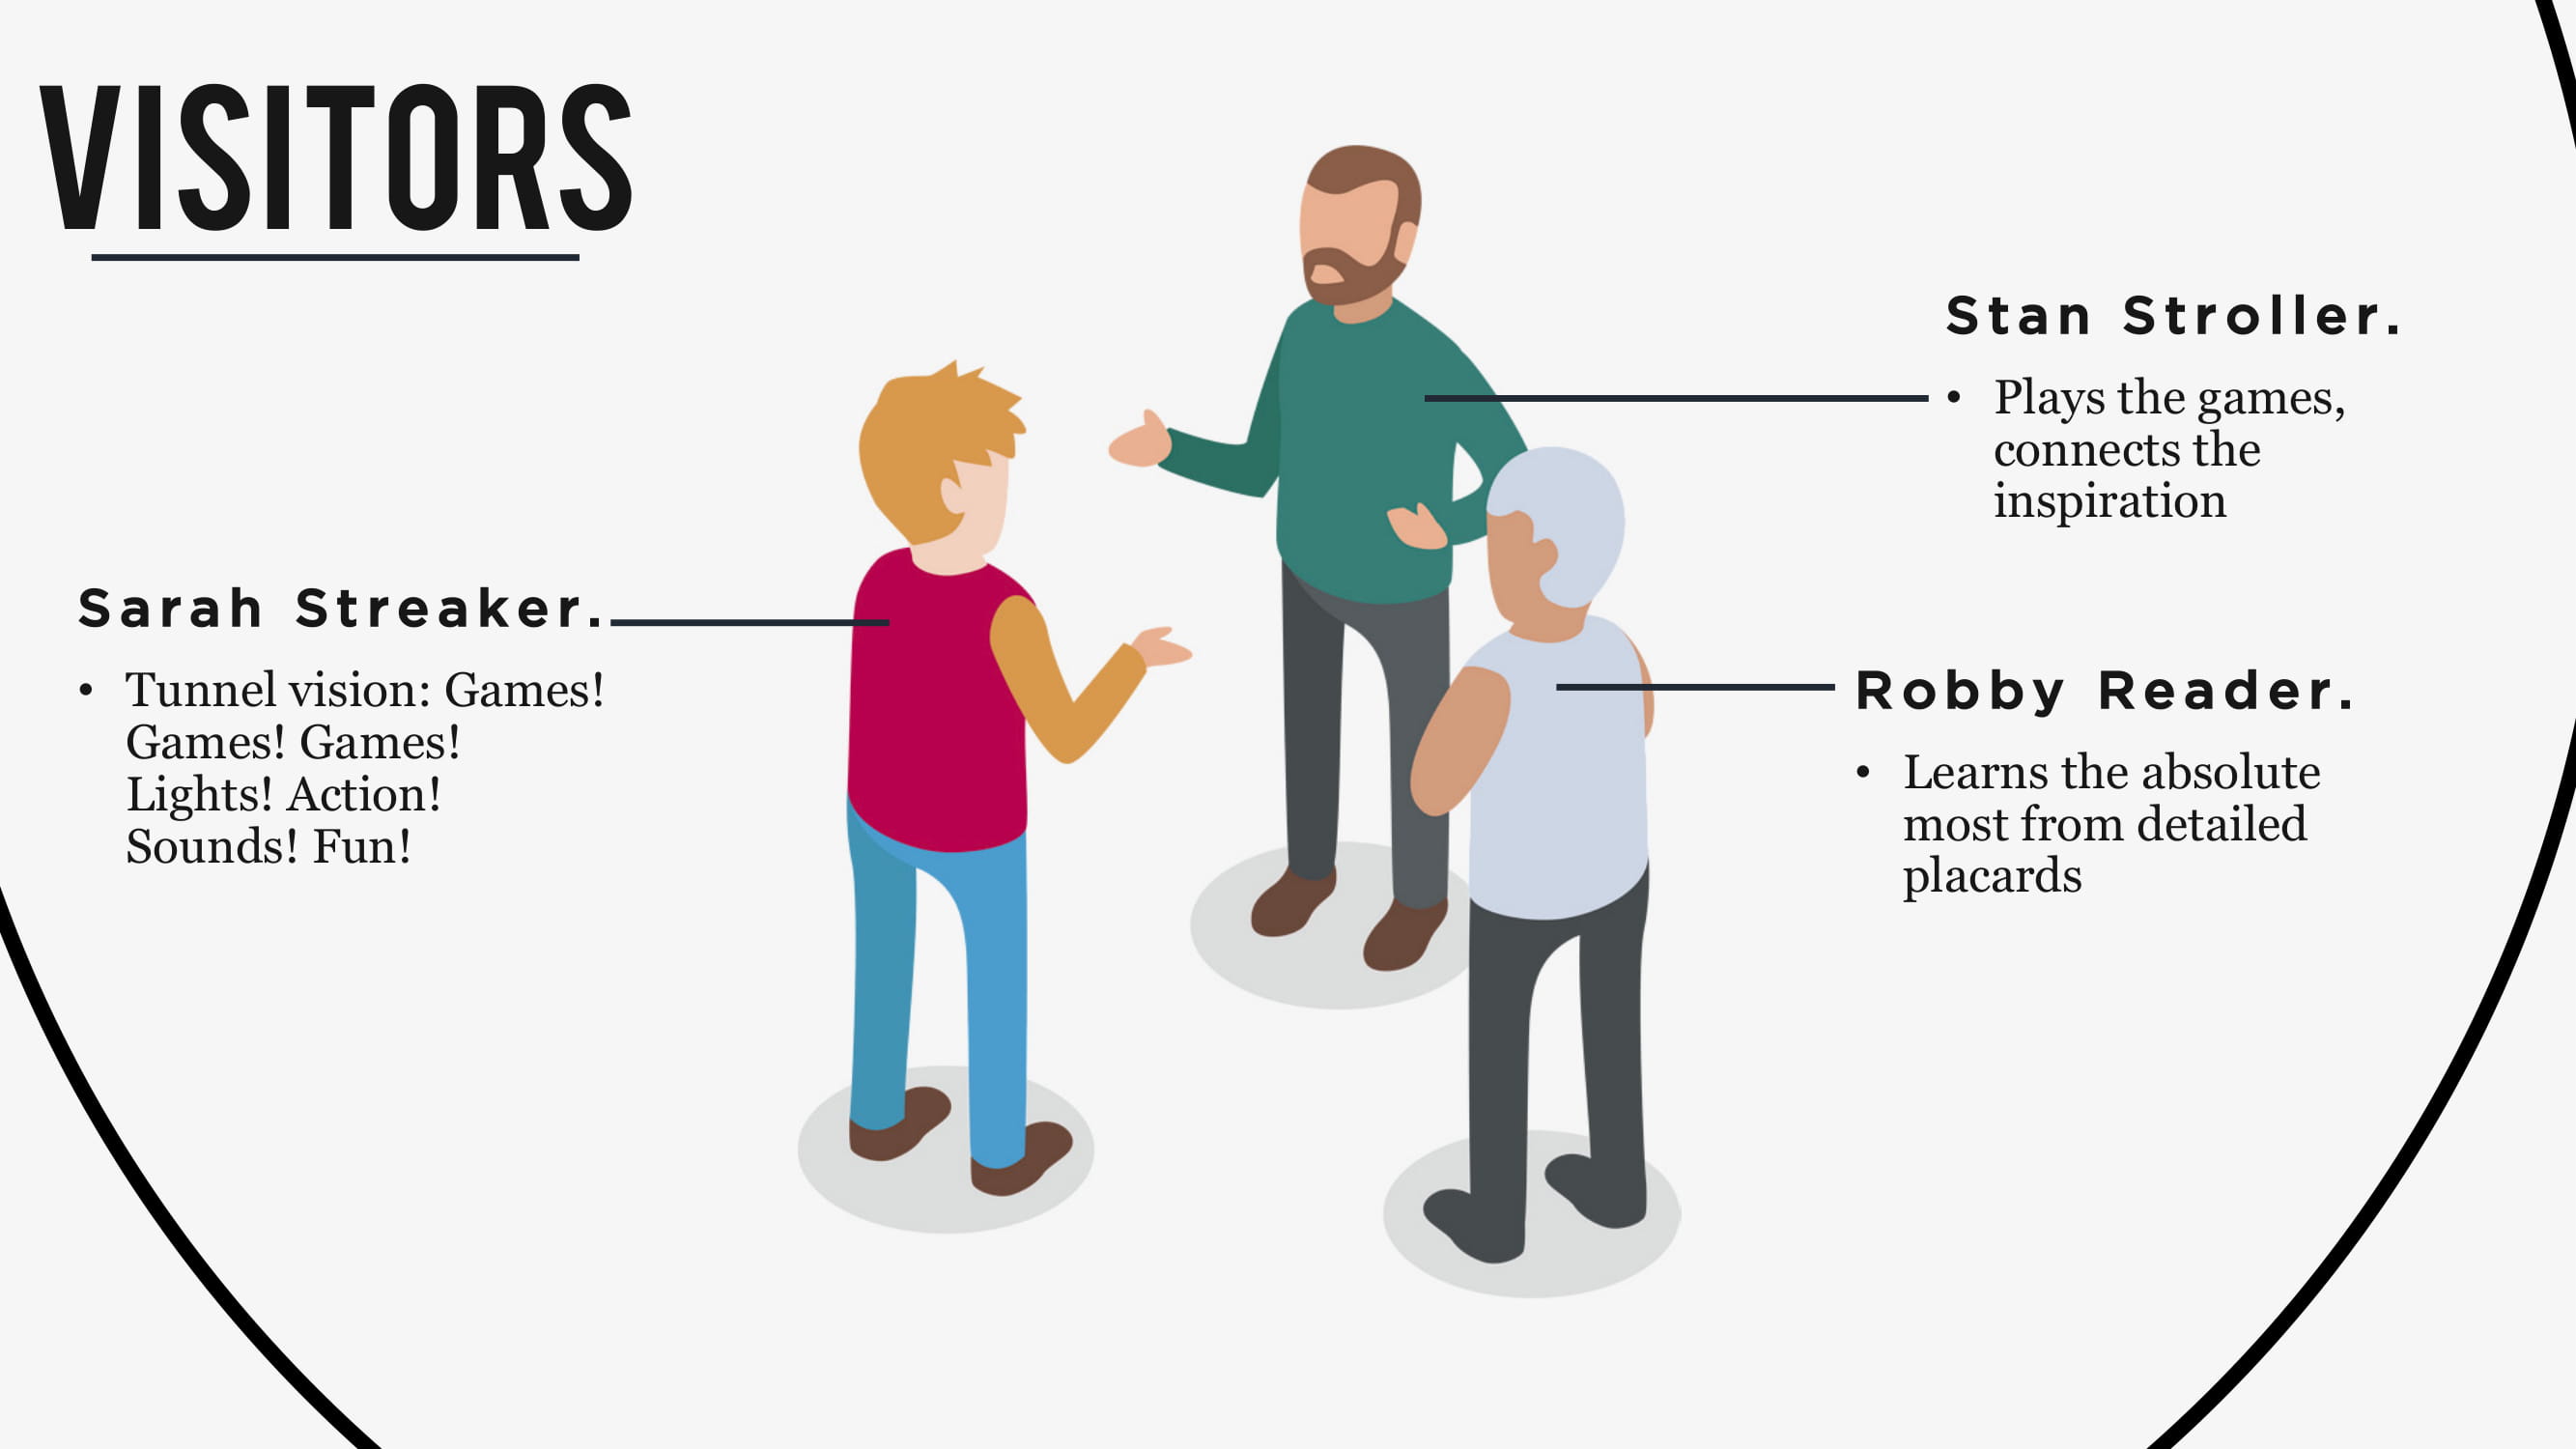 VISITORS
Stan Stroller.
• Plays the games,
connects the
inspiration
Sarah Streaker.
• Tunnel vision: Games!
Games! Games!
Lights! Action!
Sounds! Fun!
Robby Reader.
• Learns the absolute
most from detailed
placards